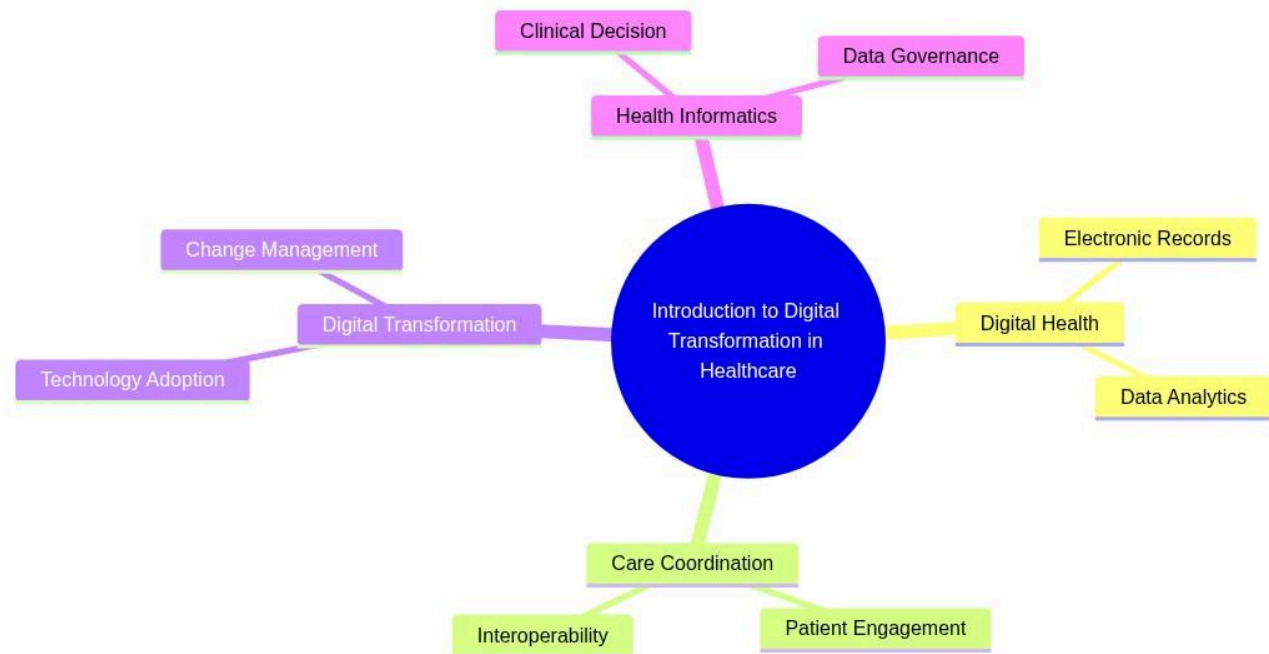 Clinical Decision
Data Governance
Health Informatics
Change Management
Digital Transformation
Technology Adoption
Introduction to Digital
Transformation in
Healthcare
Electronic Records
Digital Health
Data Analytics
Care Coordination
Interoperability
Patient Engagement